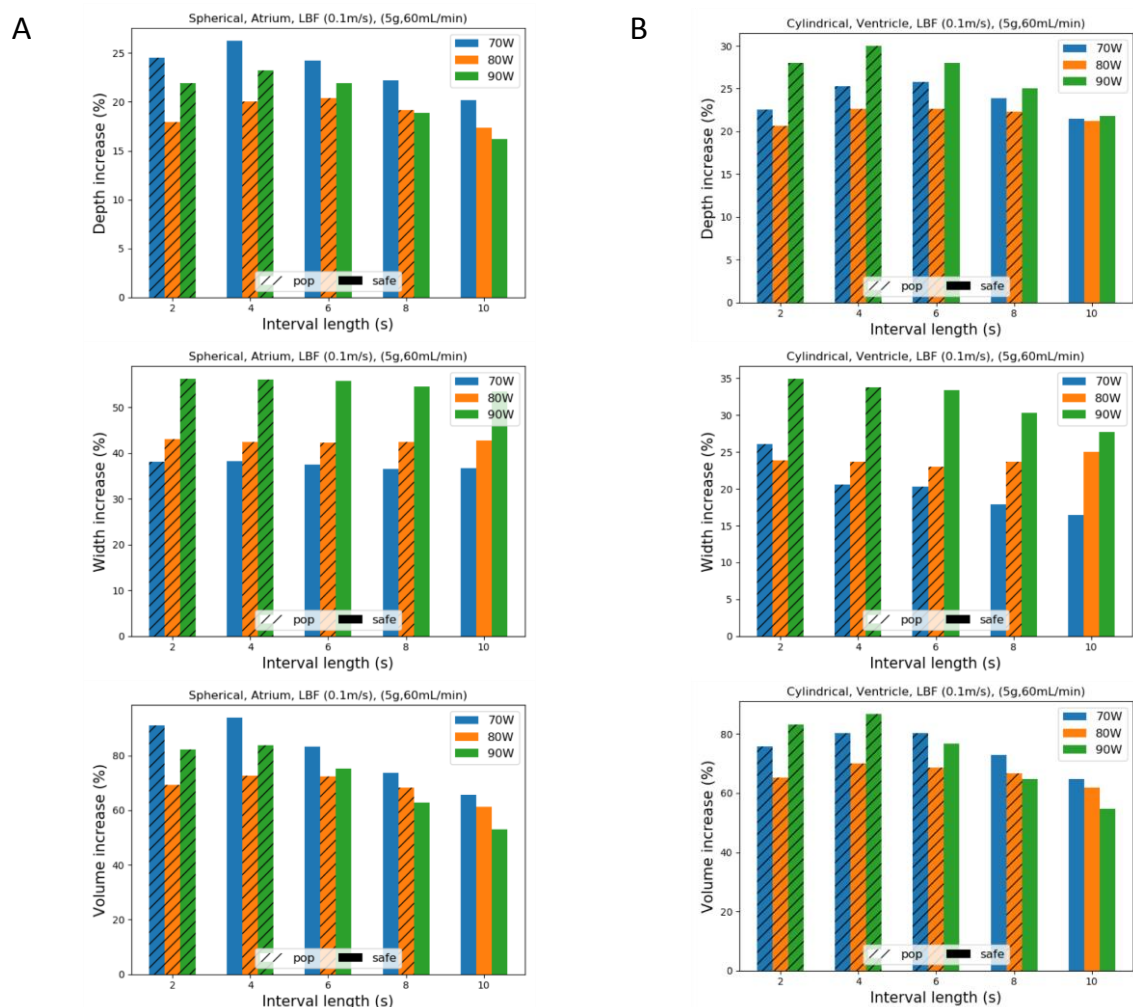 A
Spherical, Atrium, LBF (0.1m/s), (5g,60mL/min)
70W
80W
90W
Depth increase (%)
25
20
15
10
5
0
pop safe
2 4 6 8 10
Interval length (s)
Spherical, Atrium, LBF (0.1m/s), (5g,60mL/min)
70W
80W
90W
Width increase (%)
50
40
30
20
10
0
pop safe
2 4 6 8 10
Interval length (s)
Spherical, Atrium, LBF (0.1m/s), (5g,60mL/min)
70W
80W
90W
Volume increase (%)
80
60
40
20
0
pop safe
2 4 6 8 10
Interval length (s)
B
Cylindrical, Ventricle, LBF (0.1m/s), (5g,60mL/min)
70W
80W
90W
Depth increase (%)
30
25
20
15
10
5
0
pop safe
2 4 6 8 10
Interval length (s)
Cylindrical, Ventricle, LBF (0.1m/s), (5g,60mL/min)
70W
80W
90W
Width increase (%)
35
30
25
20
15
10
5
0
pop safe
2 4 6 8 10
Interval length (s)
Cylindrical, Ventricle, LBF (0.1m/s), (5g,60mL/min)
70W
80W
90W
Volume increase (%)
80
60
40
20
0
pop safe
2 4 6 8 10
Interval length (s)